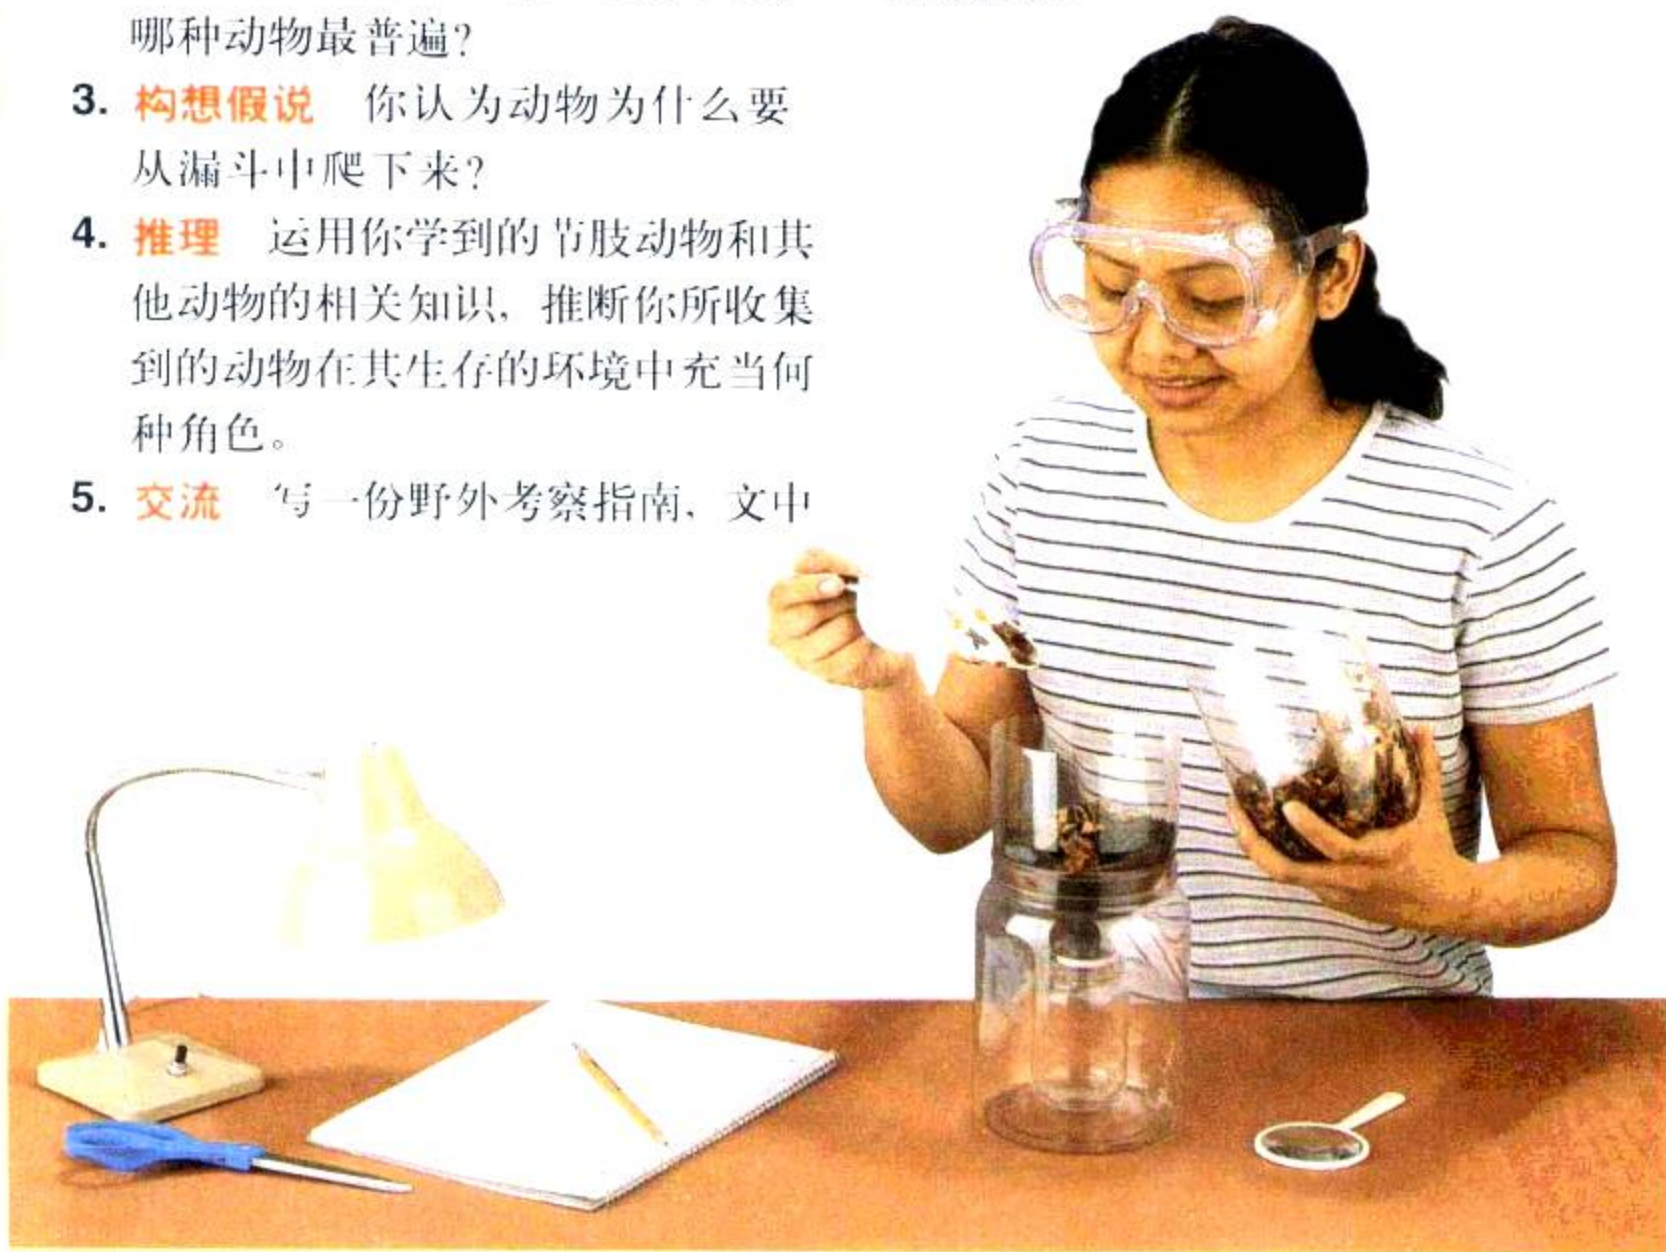 哪种动物最普遍?
3. 构想假说 你认为动物为什么要
从漏斗中爬下来?
4. 推理 运用你学到的节肢动物和其
他动物的相关知识, 推断你所收集
到的动物在其生存的环境中充当何
种角色。
5. 交流 写一份野外考察指南, 文中